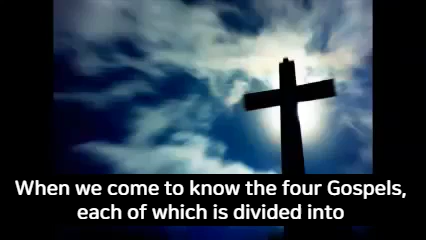 When we come to know the four Gospels,
each of which is divided into